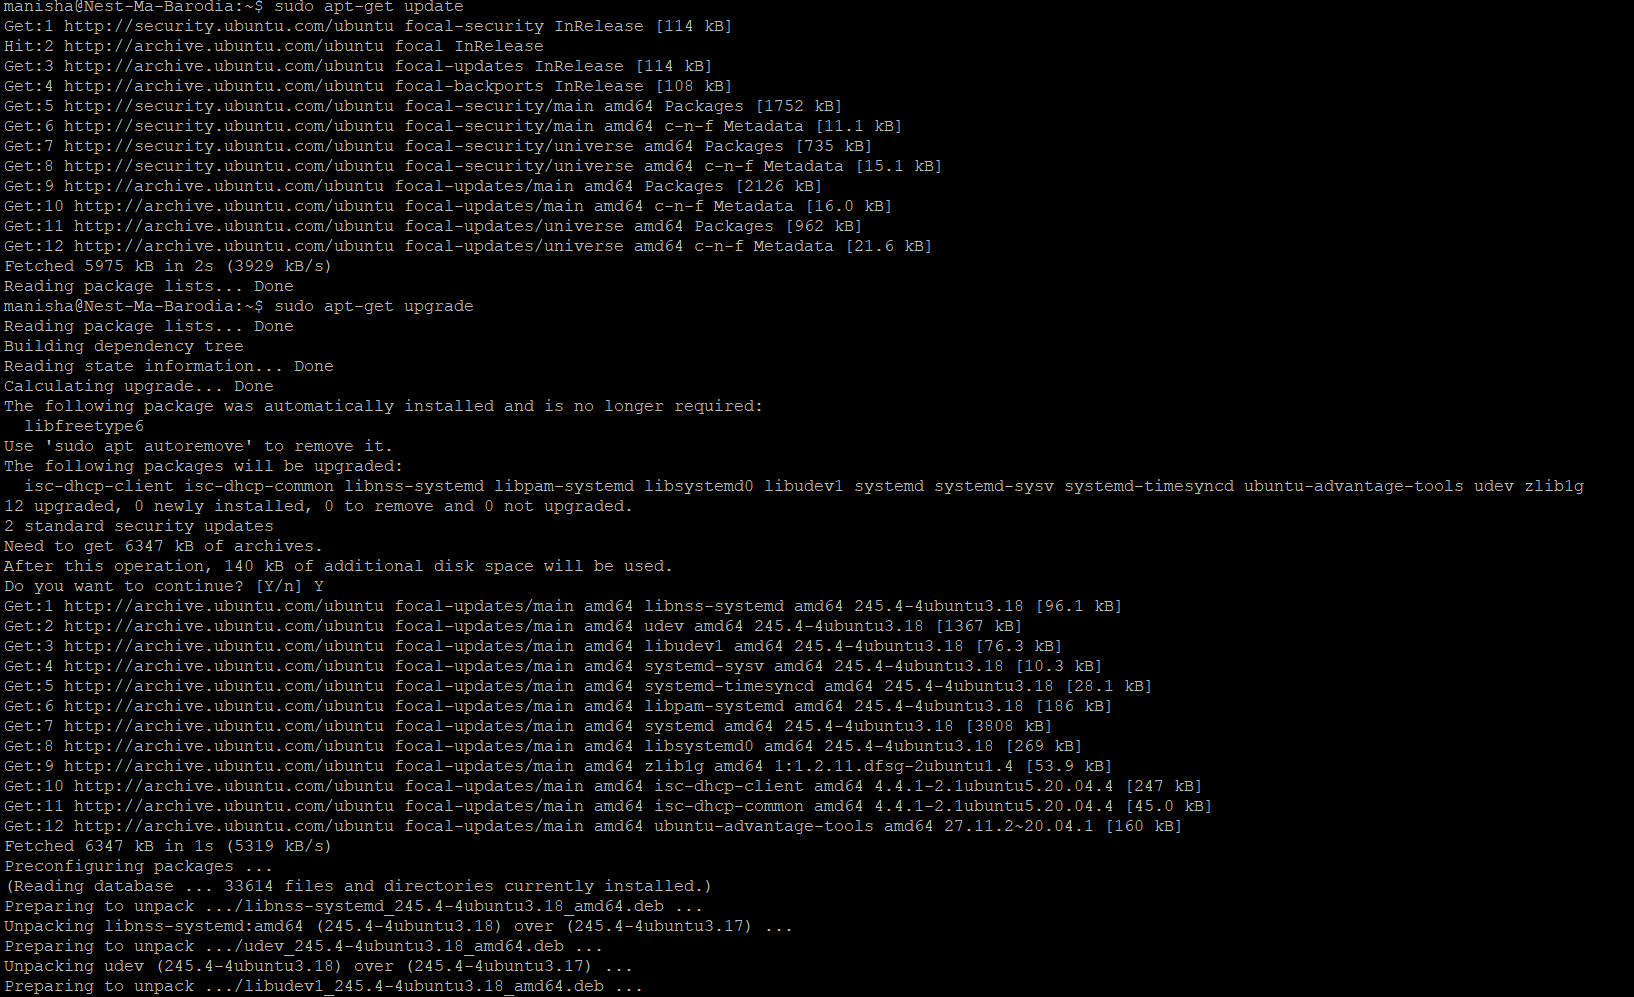 manisha@Nest-Ma-Barodia:~$ sudo apt-get update
Get:1 http://security.ubuntu.com/ubuntu focal-security InRelease [114 kB]
Hit:2 http://archive.ubuntu.com/ubuntu focal InRelease
Get:3 http://archive.ubuntu.com/ubuntu focal-updates InRelease [114 kB]
Get:4 http://archive.ubuntu.com/ubuntu focal-backports InRelease [108 kB]
Get:5 http://security.ubuntu.com/ubuntu focal-security/main amd64 Packages [1752 kB]
Get:6 http://security.ubuntu.com/ubuntu focal-security/main amd64 c-n-f Metadata [11.1 kB]
Get:7 http://security.ubuntu.com/ubuntu focal-security/universe amd64 Packages [735 kB]
Get:8 http://security.ubuntu.com/ubuntu focal-security/universe amd64 c-n-f Metadata [15.1 kB]
Get:9 http://archive.ubuntu.com/ubuntu focal-updates/main amd64 Packages [2126 kB]
Get:10 http://archive.ubuntu.com/ubuntu focal-updates/main amd64 c-n-f Metadata [16.0 kB]
Get:11 http://archive.ubuntu.com/ubuntu focal-updates/universe amd64 Packages [962 kB]
Get:12 http://archive.ubuntu.com/ubuntu focal-updates/universe amd64 c-n-f Metadata [21.6 kB]
Fetched 5975 kB in 2s (3929 kB/s)
Reading package lists... Done
manisha@Nest-Ma-Barodia:~$ sudo apt-get upgrade
Reading package lists... Done
Building dependency tree
Reading state information... Done
Calculating upgrade... Done
The following package was automatically installed and is no longer required:
  libfreetype6
Use 'sudo apt autoremove' to remove it.
The following packages will be upgraded:
  isc-dhcp-client isc-dhcp-common libnss-systemd libpam-systemd libsystemd0 libudev1 systemd systemd-sysv systemd-timesyncd ubuntu-advantage-tools udev zlib1g
12 upgraded, 0 newly installed, 0 to remove and 0 not upgraded.
2 standard security updates
Need to get 6347 kB of archives.
After this operation, 140 kB of additional disk space will be used.
Do you want to continue? [Y/n] Y
Get:1 http://archive.ubuntu.com/ubuntu focal-updates/main amd64 libnss-systemd amd64 245.4-4ubuntu3.18 [96.1 kB]
Get:2 http://archive.ubuntu.com/ubuntu focal-updates/main amd64 udev amd64 245.4-4ubuntu3.18 [1367 kB]
Get:3 http://archive.ubuntu.com/ubuntu focal-updates/main amd64 libudev1 amd64 245.4-4ubuntu3.18 [76.3 kB]
Get:4 http://archive.ubuntu.com/ubuntu focal-updates/main amd64 systemd-sysv amd64 245.4-4ubuntu3.18 [10.3 kB]
Get:5 http://archive.ubuntu.com/ubuntu focal-updates/main amd64 systemd-timesyncd amd64 245.4-4ubuntu3.18 [28.1 kB]
Get:6 http://archive.ubuntu.com/ubuntu focal-updates/main amd64 libpam-systemd amd64 245.4-4ubuntu3.18 [186 kB]
Get:7 http://archive.ubuntu.com/ubuntu focal-updates/main amd64 systemd amd64 245.4-4ubuntu3.18 [3808 kB]
Get:8 http://archive.ubuntu.com/ubuntu focal-updates/main amd64 libsystemd0 amd64 245.4-4ubuntu3.18 [269 kB]
Get:9 http://archive.ubuntu.com/ubuntu focal-updates/main amd64 zlib1g amd64 1:1.2.11.dfsg-2ubuntu1.4 [53.9 kB]
Get:10 http://archive.ubuntu.com/ubuntu focal-updates/main amd64 isc-dhcp-client amd64 4.4.1-2.1ubuntu5.20.04.4 [247 kB]
Get:11 http://archive.ubuntu.com/ubuntu focal-updates/main amd64 isc-dhcp-common amd64 4.4.1-2.1ubuntu5.20.04.4 [45.0 kB]
Get:12 http://archive.ubuntu.com/ubuntu focal-updates/main amd64 ubuntu-advantage-tools amd64 27.11.2~20.04.1 [160 kB]
Fetched 6347 kB in 1s (5319 kB/s)
Preconfiguring packages ...
(Reading database ... 33614 files and directories currently installed.)
Preparing to unpack .../libnss-systemd_245.4-4ubuntu3.18_amd64.deb ...
Unpacking libnss-systemd:amd64 (245.4-4ubuntu3.18) over (245.4-4ubuntu3.17) ...
Preparing to unpack .../udev_245.4-4ubuntu3.18_amd64.deb ...
Unpacking udev (245.4-4ubuntu3.18) over (245.4-4ubuntu3.17) ...
Preparing to unpack .../libudev1_245.4-4ubuntu3.18_amd64.deb ...